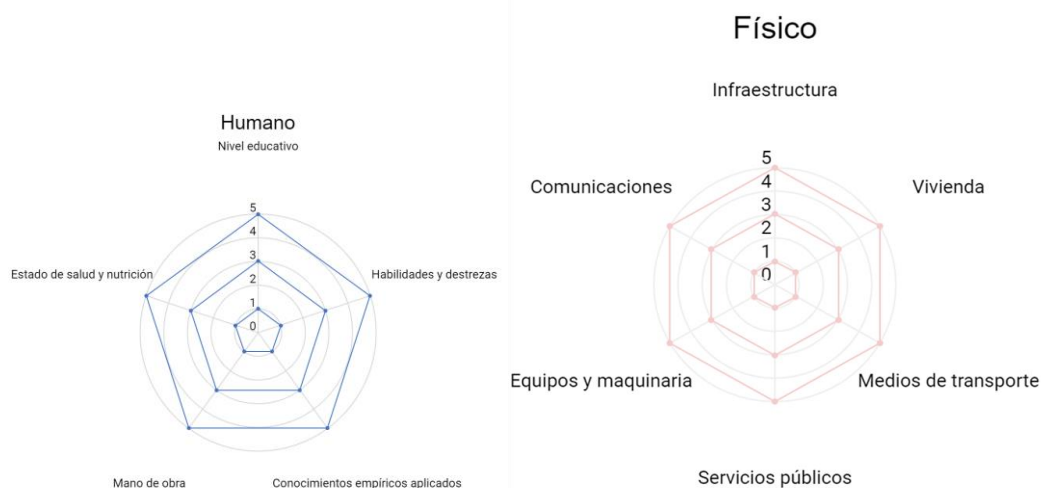 Humano
Nivel educativo
5
4
3
2
1
0
Estado de salud y nutrición
Habilidades y destrezas
Mano de obra
Conocimientos empíricos aplicados
Físico
Infraestructura
5
4
3
2
1
0
Comunicaciones
Vivienda
Equipos y maquinaria
Medios de transporte
Servicios públicos